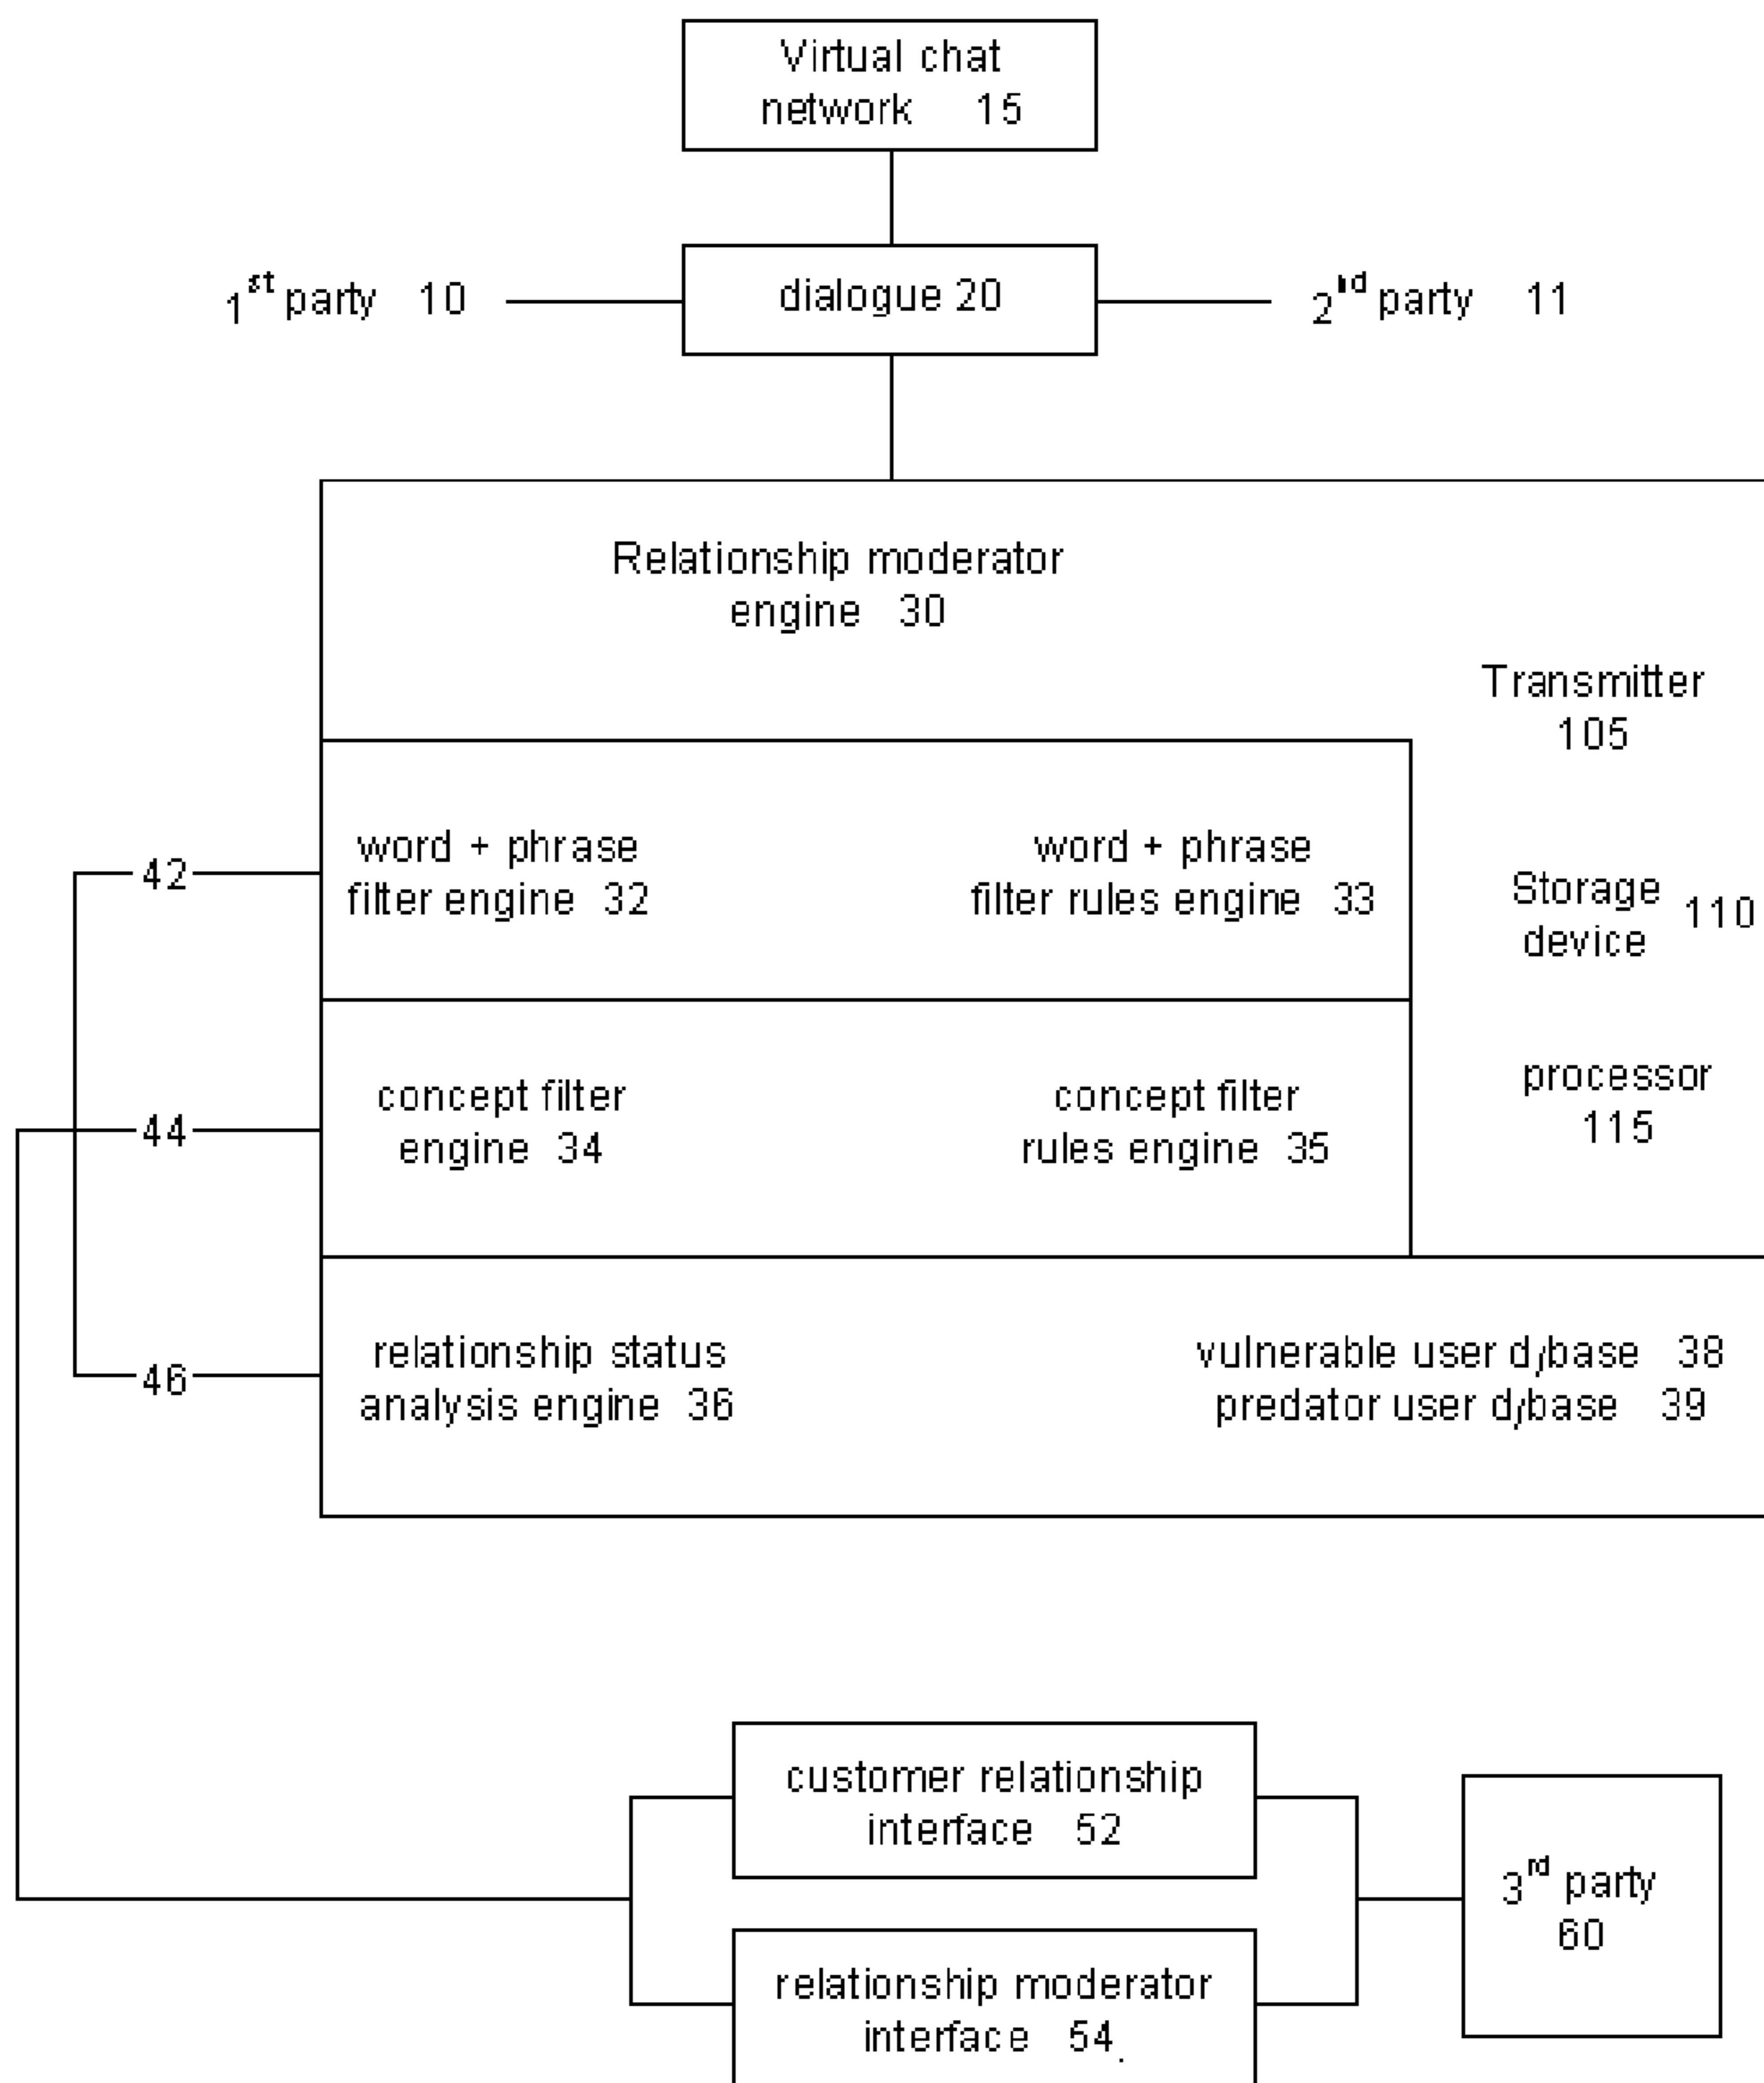 Virtual chat
network 15
1st party 10
dialogue 20
2nd party 11
Relationship moderator
engine 30
Transmitter
105
word + phrase
filter engine 32
word + phrase
filter rules engine 33
Storage
device 110
42
concept filter
engine 34
concept filter
rules engine 35
processor
115
44
relationship status
analysis engine 36
vulnerable user d/base 38
predator user d/base 39
46
customer relationship
interface 52
3rd party
60
relationship moderator
interface 54.